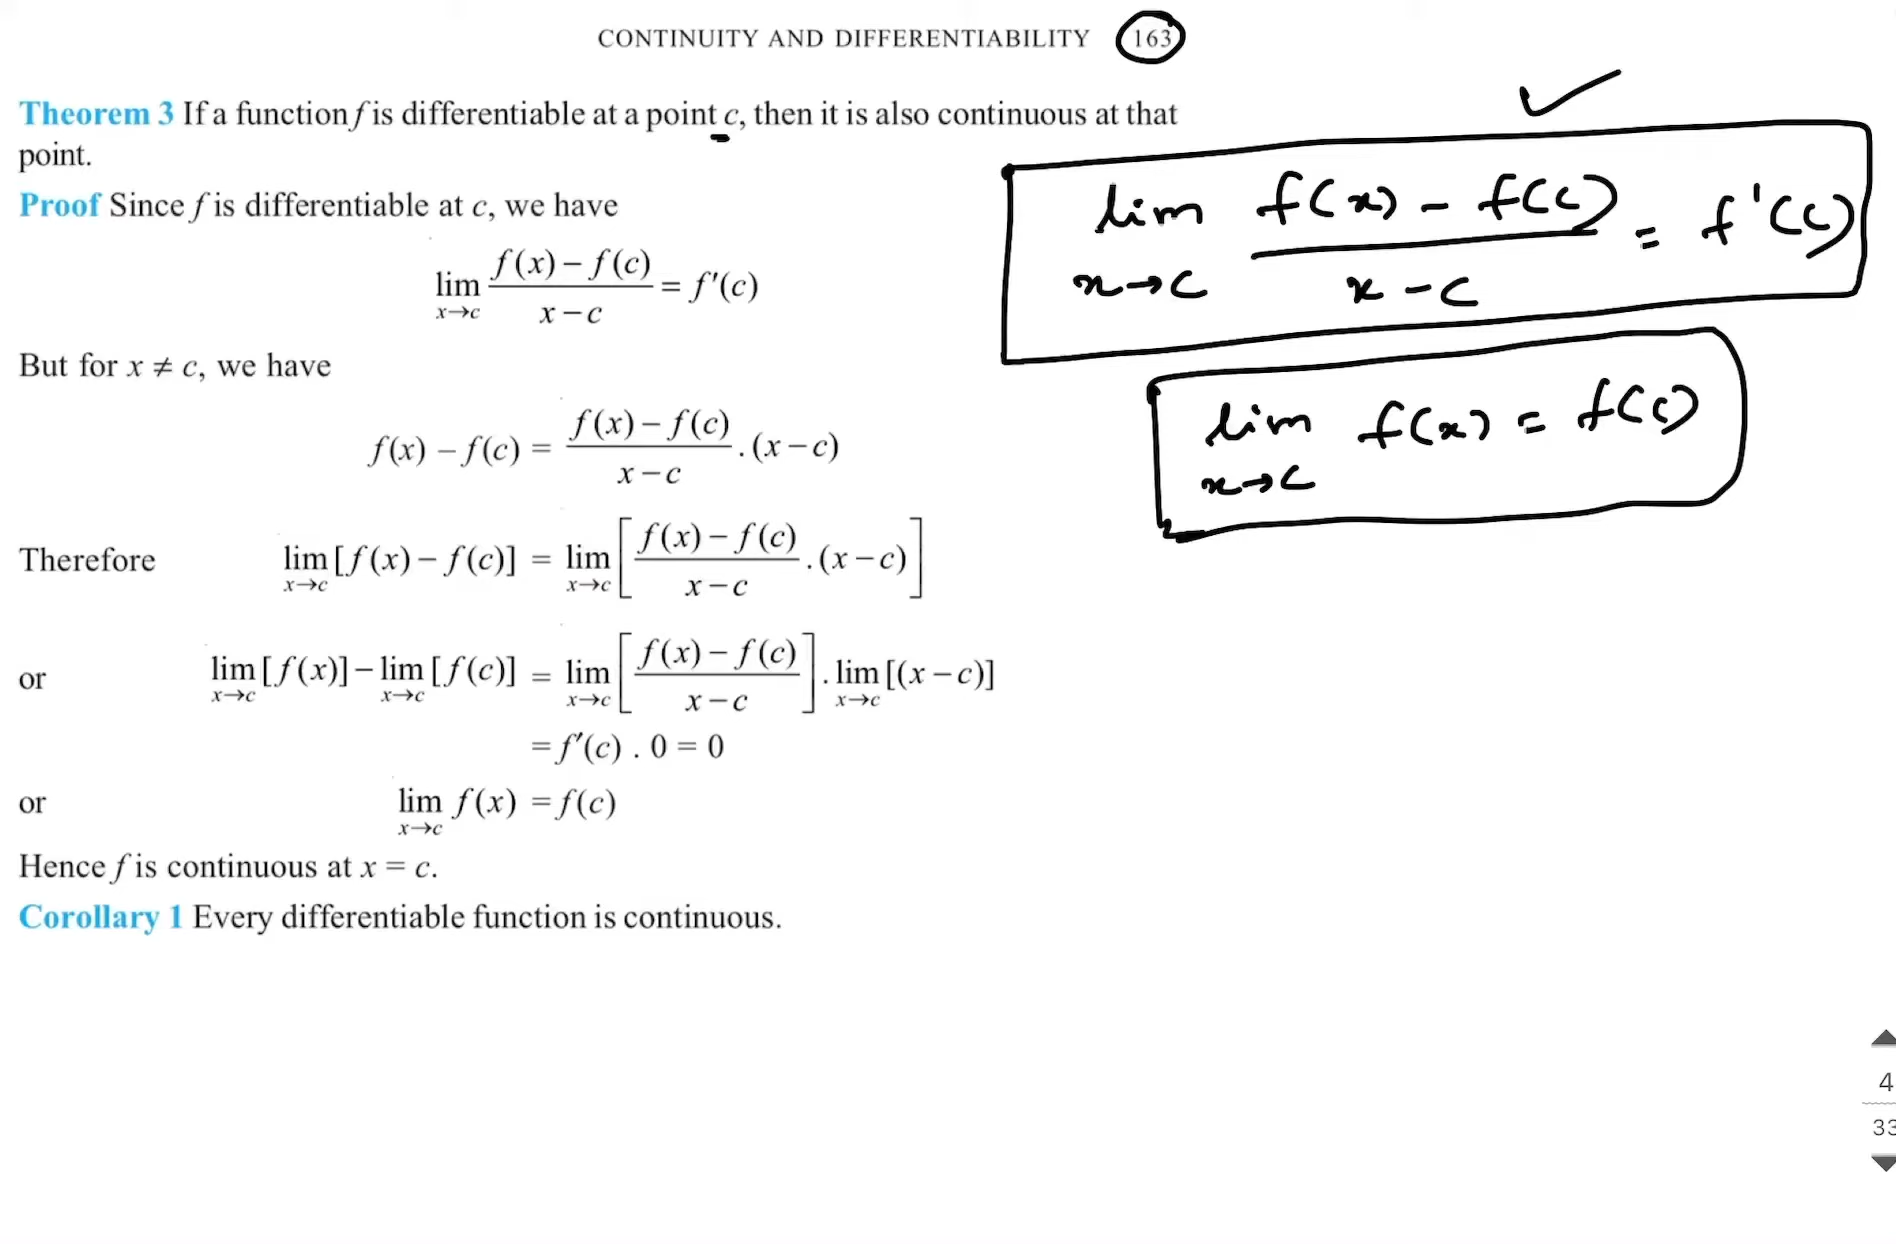 CONTINUITY AND DIFFERENTIABILITY 163
Theorem 3 If a function f is differentiable at a point c, then it is also continuous at that
point.
Proof Since f is differentiable at c, we have
lim x→c (f(x) − f(c))/(x − c) = f′(c)
But for x ≠ c, we have
f(x) − f(c) = (f(x) − f(c))/(x − c) . (x − c)
Therefore lim x→c [f(x) − f(c)] = lim x→c [(f(x) − f(c))/(x − c) . (x − c)]
or lim x→c [f(x)] − lim x→c [f(c)] = lim x→c [(f(x) − f(c))/(x − c)] . lim x→c [(x − c)]
= f′(c) . 0 = 0
or lim x→c f(x) = f(c)
Hence f is continuous at x = c.
Corollary 1 Every differentiable function is continuous.
lim x→c (f(x) − f(c))/(x − c) = f'(c)
lim x→c f(x) = f(c)
4
33